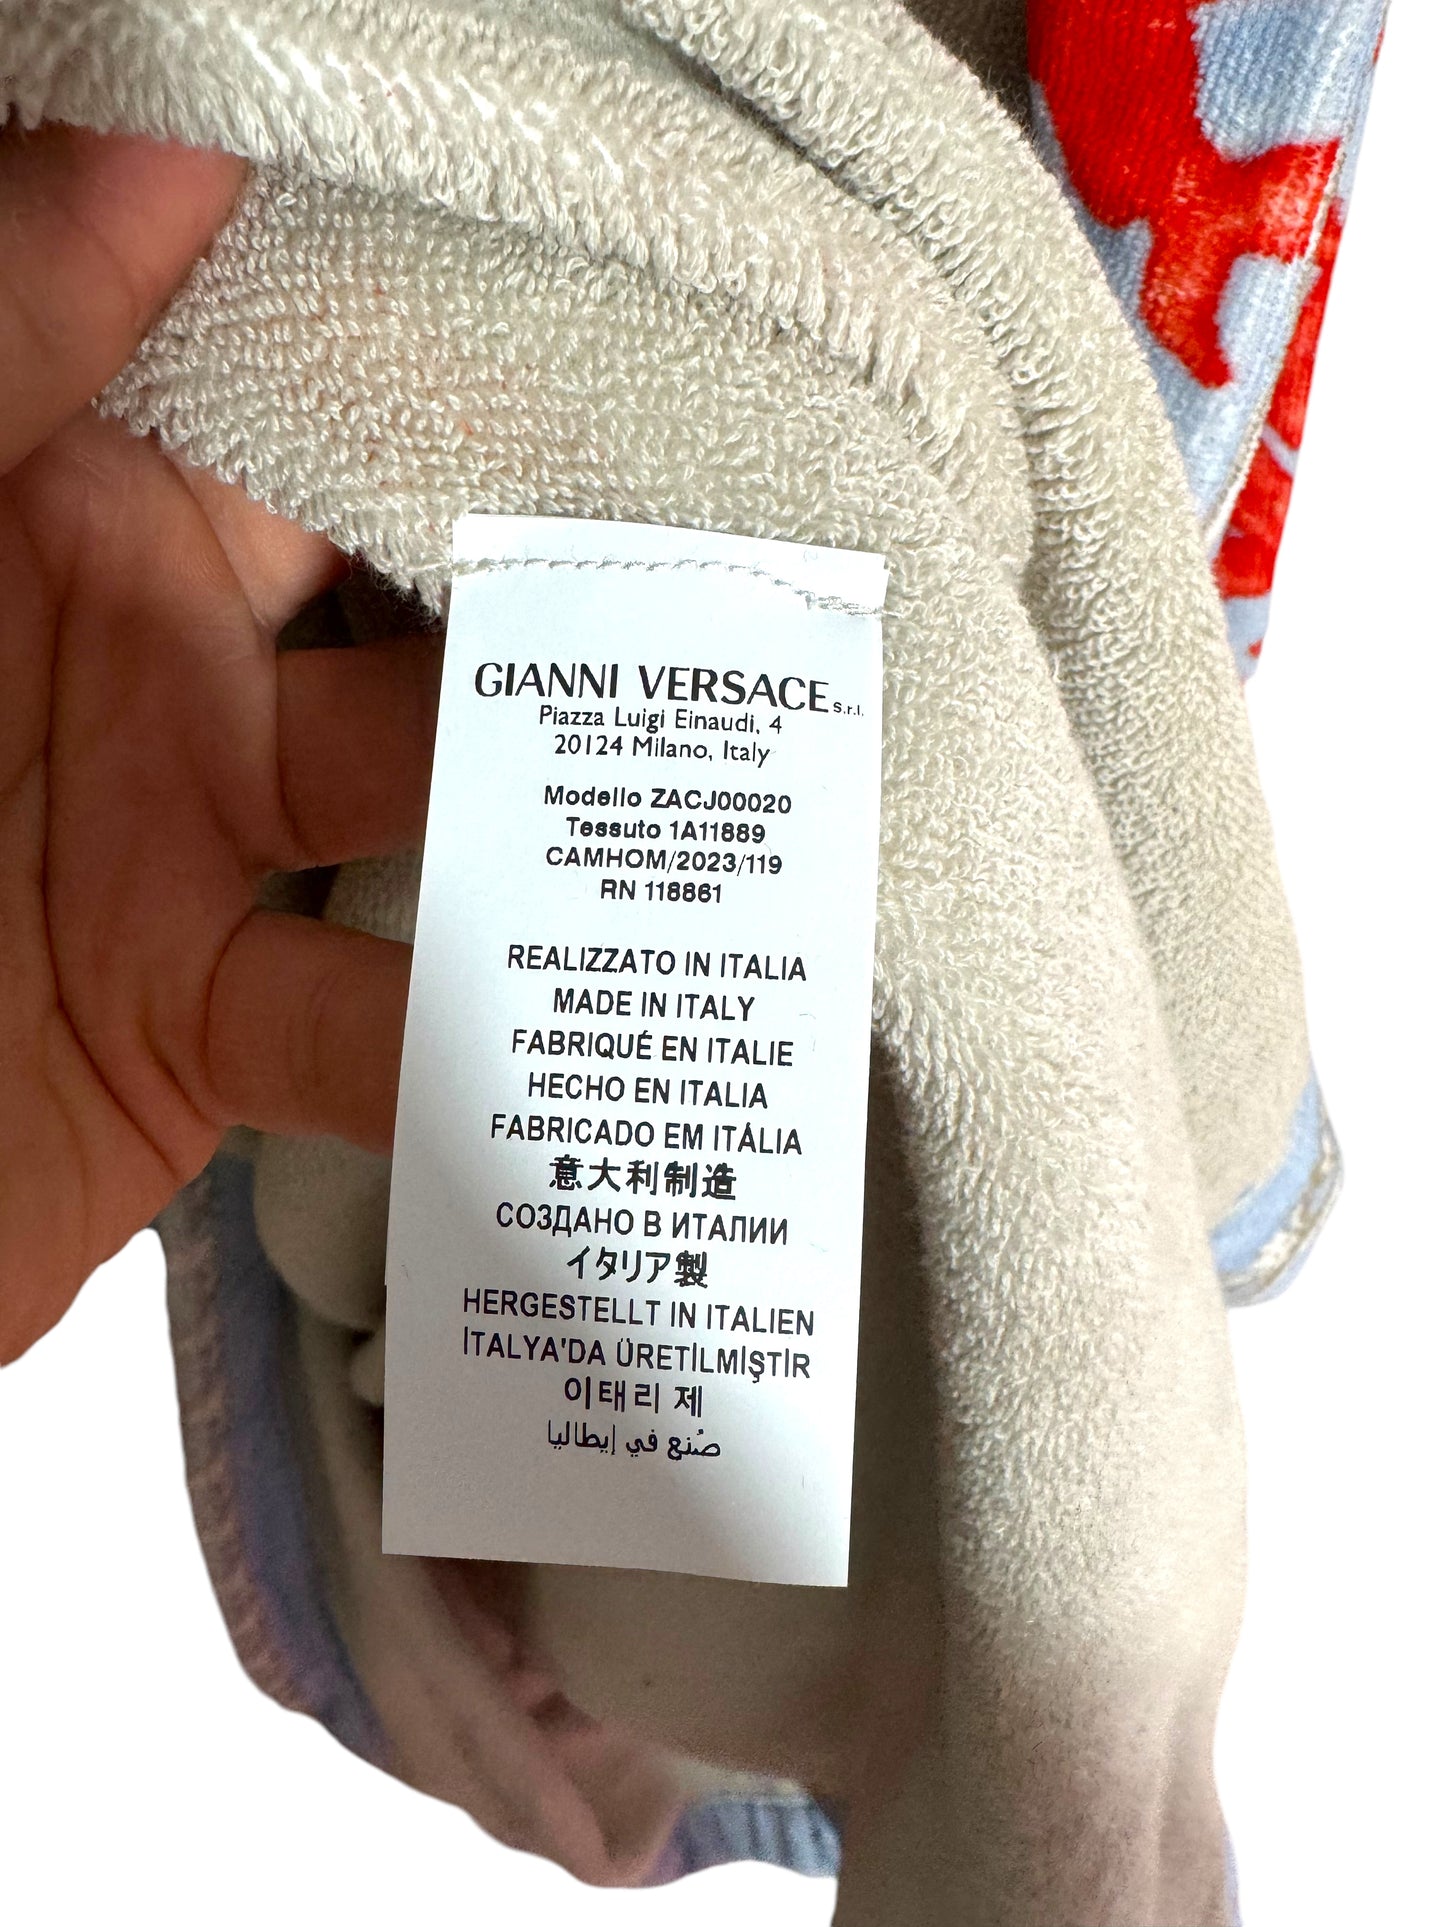 GIANNI VERSACE s.r.l.
Piazza Luigi Einaudi, 4
20124 Milano, Italy
Modello ZACJ00020
Tessuto 1A11889
CAMHOM/2023/119
RN 118861
REALIZZATO IN ITALIA
MADE IN ITALY
FABRIQUÉ EN ITALIE
HECHO EN ITALIA
FABRICADO EM ITÁLIA
意大利制造
СОЗДАНО В ИТАЛИИ
イタリア製
HERGESTELLT IN ITALIEN
İTALYA'DA ÜRETİLMİŞTİR
이태리 제
صُنع في إيطاليا